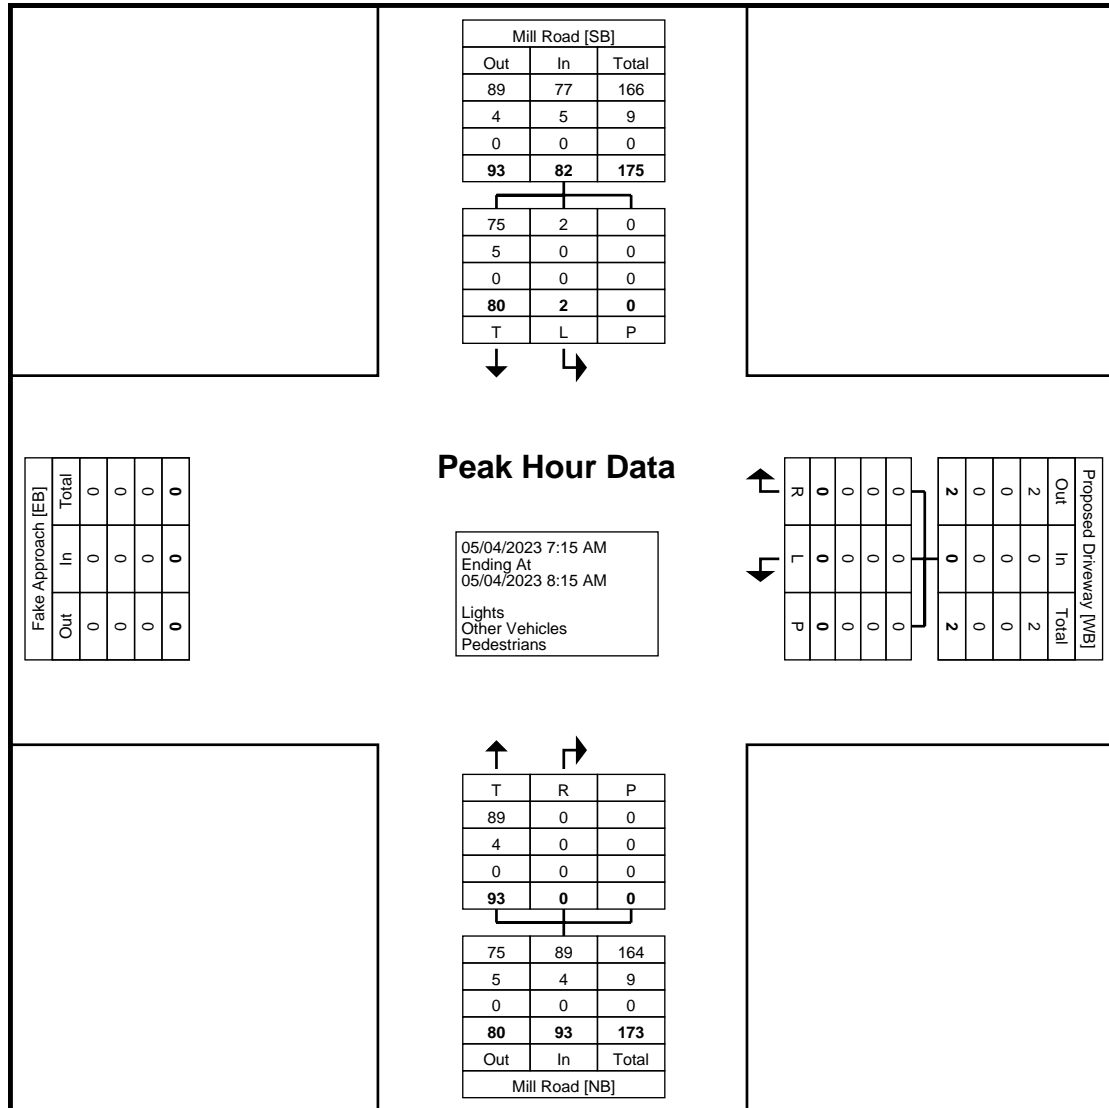 Mill Road [SB]
Out In Total
89 77 166
4 5 9
0 0 0
93 82 175
75 2 0
5 0 0
0 0 0
80 2 0
T L P
Peak Hour Data
Fake Approach [EB]
Out In Total
0 0 0
0 0 0
0 0 0
0 0 0
05/04/2023 7:15 AM
Ending At
05/04/2023 8:15 AM
Lights
Other Vehicles
Pedestrians
Proposed Driveway [WB]
Out In Total
2 0 2
0 0 0
0 0 0
2 0 2
0 0 0
0 0 0
0 0 0
0 0 0
R L P
T R P
89 0 0
4 0 0
0 0 0
93 0 0
75 89 164
5 4 9
0 0 0
80 93 173
Out In Total
Mill Road [NB]